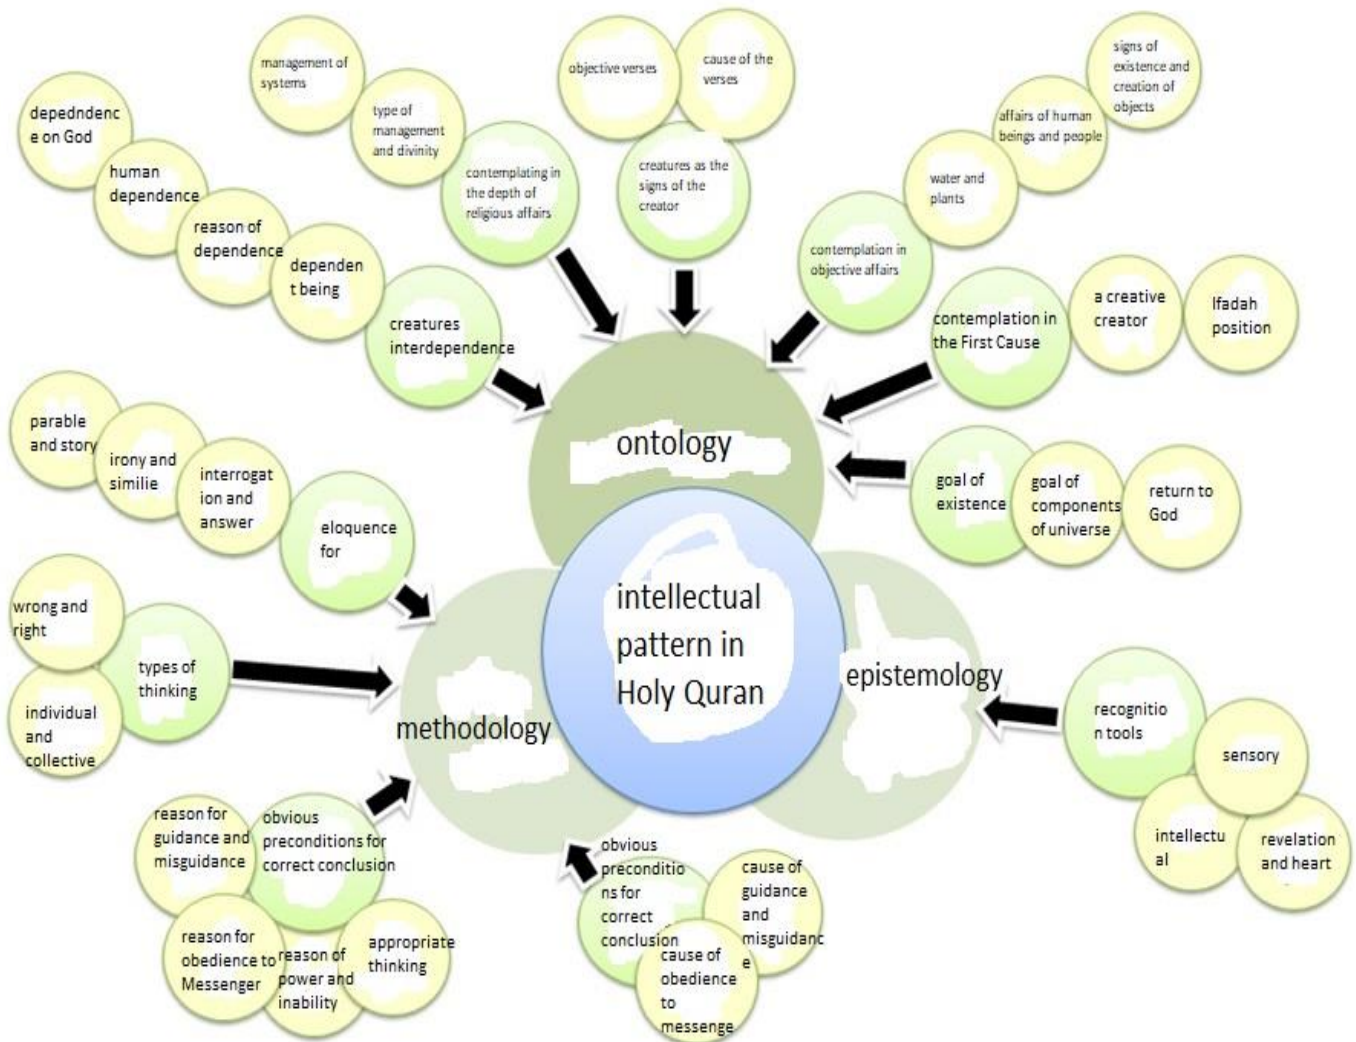 management of
systems
type of
management
and divinity
contemplating in
the depth of
religious affairs
objective verses
cause of the
verses
creatures as the
signs of the
creator
signs of
existence and
creation of
objects
affairs of human
beings and people
water and
plants
contemplation in
objective affairs
depedndenc
e on God
human
dependence
reason of
dependence
dependen
t being
creatures
interdependence
contemplation in
the First Cause
a creative
creator
Ifadah
position
ontology
goal of
existence
goal of
components
of universe
return to
God
parable
and story
irony and
similie
interrogat
ion and
answer
eloquence
for
wrong and
right
types of
thinking
individual
and
collective
methodology
intellectual
pattern in
Holy Quran
epistemology
recognitio
n tools
sensory
intellectu
al
revelation
and heart
reason for
guidance and
misguidance
obvious
preconditions for
correct conclusion
reason for
obedience to
Messenger
reason of
power and
inability
appropriate
thinking
obvious
preconditio
ns for
correct
conclusion
cause of
guidance
and
misguidanc
e
cause of
obedience
to
messenge